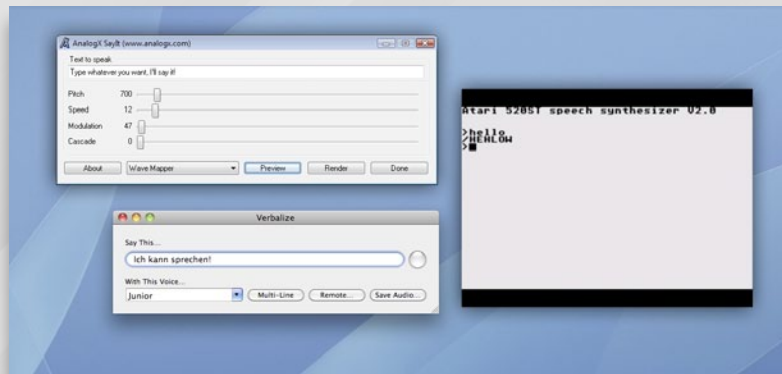 AnalogX SayIt (www.analogx.com)
Text to speak
Type whatever you want, I'll say it!
Pitch 700
Speed 12
Modulation 47
Cascade 0
About Wave Mapper Preview Render Done
Verbalize
Say This...
Ich kann sprechen!
With This Voice...
Junior Multi-Line Remote... Save Audio...
Atari 520ST speech synthesizer V2.0
>hello
/HEHLOW
>